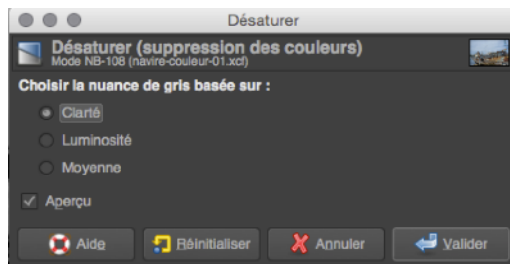 Désaturer
Désaturer (suppression des couleurs)
Mode NB-108 (navire-couleur-01.xcf)
Choisir la nuance de gris basée sur :
Clarté
Luminosité
Moyenne
Aperçu
Aide
Réinitialiser
Annuler
Valider